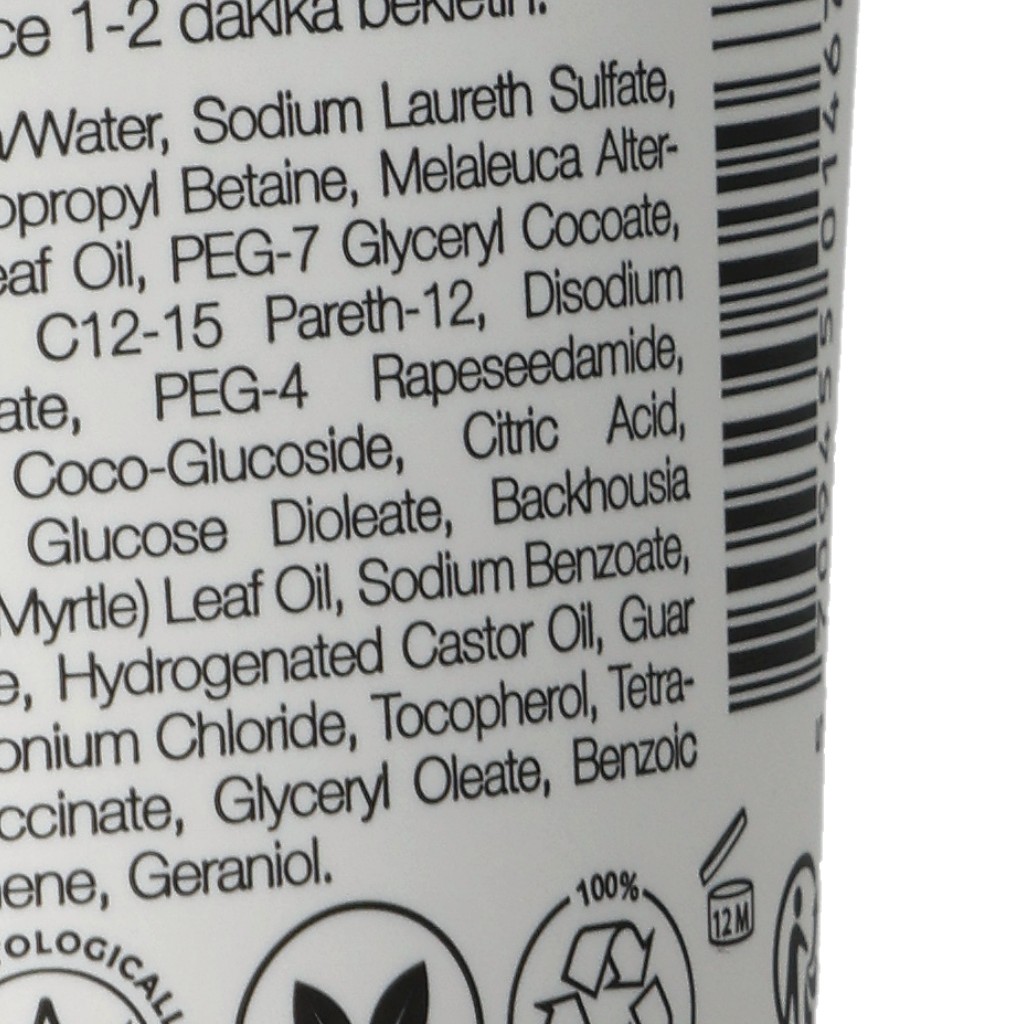 ce 1-2 dakika bekletin.
/Water, Sodium Laureth Sulfate,
opropyl Betaine, Melaleuca Alter-
eaf Oil, PEG-7 Glyceryl Cocoate,
C12-15 Pareth-12, Disodium
ate, PEG-4 Rapeseedamide,
Coco-Glucoside, Citric Acid,
Glucose Dioleate, Backhousia
Myrtle) Leaf Oil, Sodium Benzoate,
e, Hydrogenated Castor Oil, Guar
onium Chloride, Tocopherol, Tetra-
ccinate, Glyceryl Oleate, Benzoic
ene, Geraniol.
OLOGICALL
100%
12M